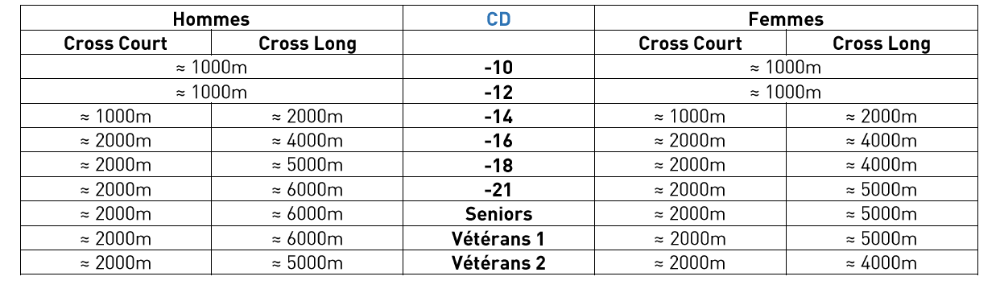 Hommes CD Femmes
Cross Court Cross Long Cross Court Cross Long
≈ 1000m -10 ≈ 1000m
≈ 1000m -12 ≈ 1000m
≈ 1000m ≈ 2000m -14 ≈ 1000m ≈ 2000m
≈ 2000m ≈ 4000m -16 ≈ 2000m ≈ 4000m
≈ 2000m ≈ 5000m -18 ≈ 2000m ≈ 4000m
≈ 2000m ≈ 6000m -21 ≈ 2000m ≈ 5000m
≈ 2000m ≈ 6000m Seniors ≈ 2000m ≈ 5000m
≈ 2000m ≈ 6000m Vétérans 1 ≈ 2000m ≈ 5000m
≈ 2000m ≈ 5000m Vétérans 2 ≈ 2000m ≈ 4000m